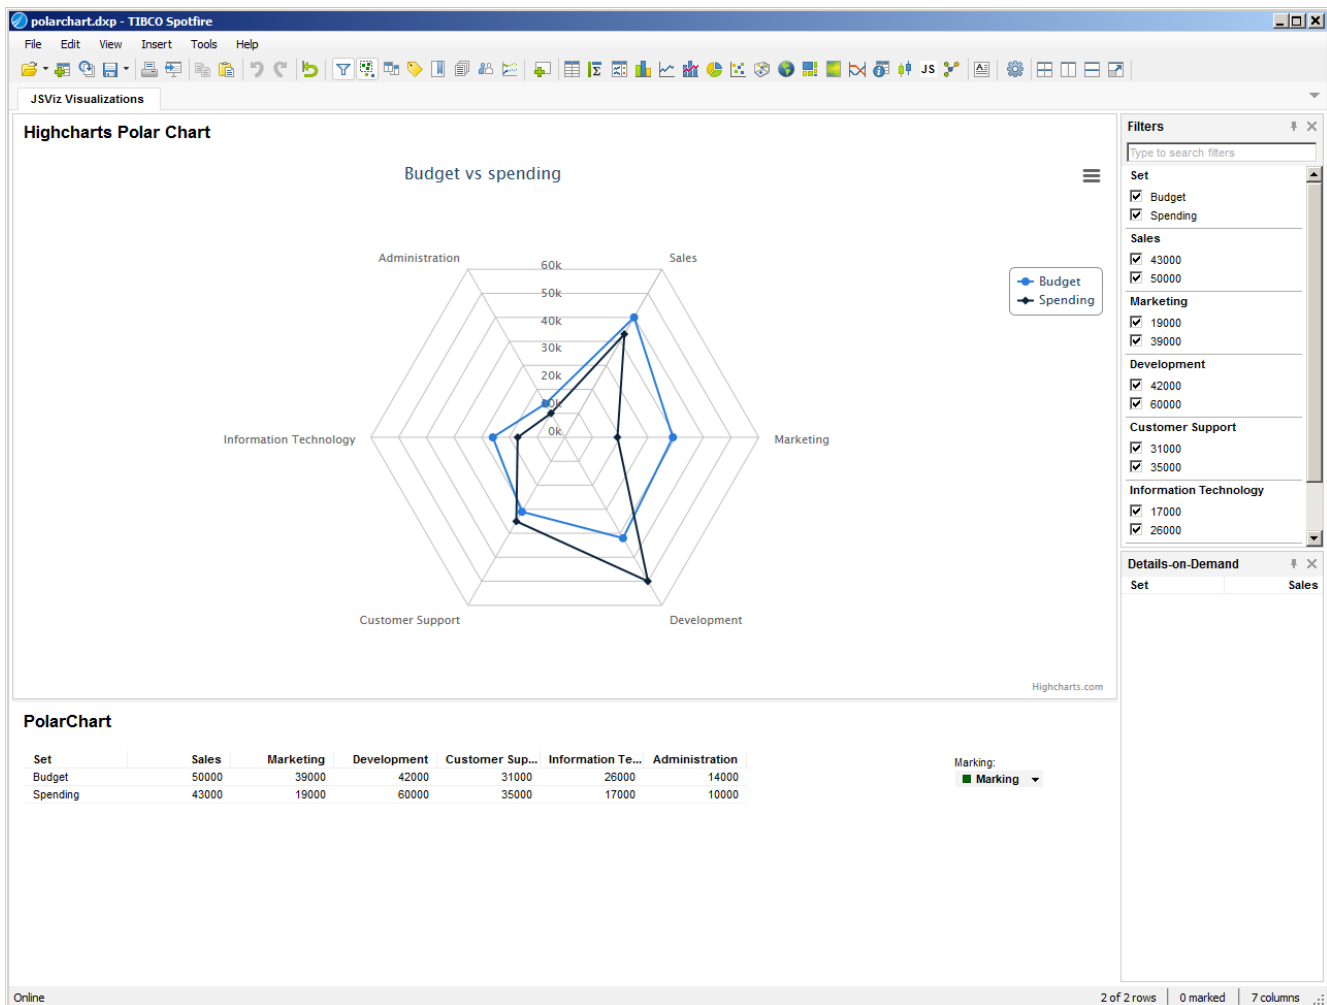 polarchart.dxp - TIBCO Spotfire
File Edit View Insert Tools Help
JS
JSViz Visualizations
Highcharts Polar Chart
Budget vs spending
Administration
Sales
60k
50k
40k
30k
20k
10k
0k
Information Technology
Marketing
Customer Support
Development
Budget
Spending
Highcharts.com
PolarChart
Set Sales Marketing Development Customer Sup... Information Te... Administration
Budget 50000 39000 42000 31000 26000 14000
Spending 43000 19000 60000 35000 17000 10000
Marking:
Marking
Filters
Type to search filters
Set
Budget
Spending
Sales
43000
50000
Marketing
19000
39000
Development
42000
60000
Customer Support
31000
35000
Information Technology
17000
26000
Details-on-Demand
Set Sales
Online
2 of 2 rows 0 marked 7 columns